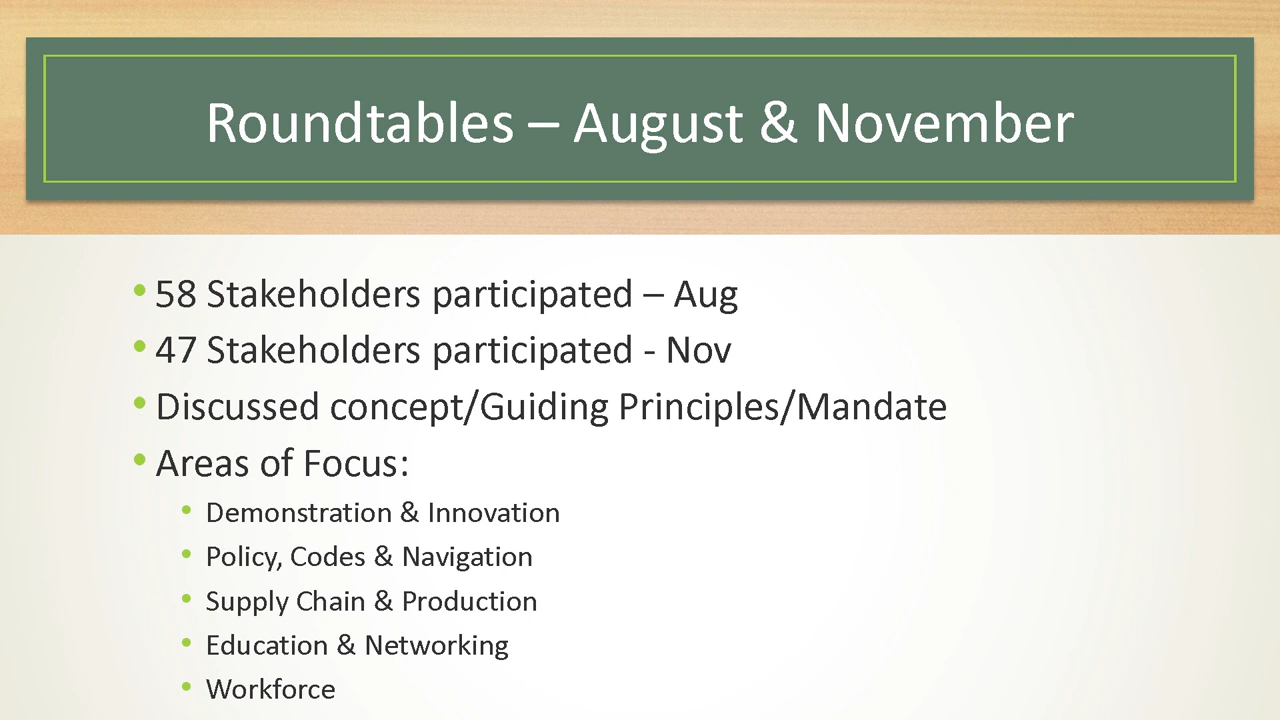 Roundtables – August & November
• 58 Stakeholders participated – Aug
• 47 Stakeholders participated - Nov
• Discussed concept/Guiding Principles/Mandate
• Areas of Focus:
• Demonstration & Innovation
• Policy, Codes & Navigation
• Supply Chain & Production
• Education & Networking
• Workforce